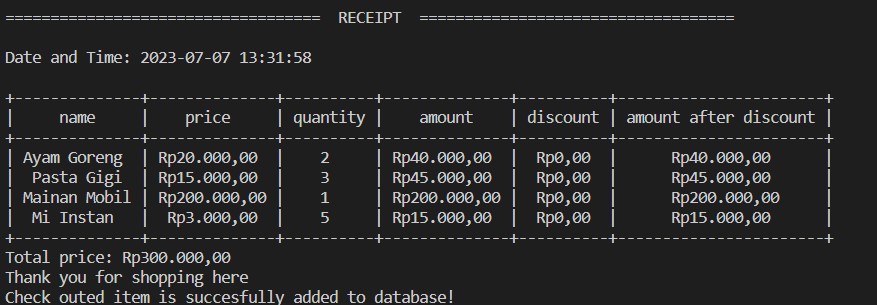 =================================== RECEIPT ===================================
Date and Time: 2023-07-07 13:31:58
+--------------+--------------+----------+--------------+----------+-----------------------+
| name | price | quantity | amount | discount | amount after discount |
+--------------+--------------+----------+--------------+----------+-----------------------+
| Ayam Goreng | Rp20.000,00 | 2 | Rp40.000,00 | Rp0,00 | Rp40.000,00 |
| Pasta Gigi | Rp15.000,00 | 3 | Rp45.000,00 | Rp0,00 | Rp45.000,00 |
| Mainan Mobil | Rp200.000,00 | 1 | Rp200.000,00 | Rp0,00 | Rp200.000,00 |
| Mi Instan | Rp3.000,00 | 5 | Rp15.000,00 | Rp0,00 | Rp15.000,00 |
+--------------+--------------+----------+--------------+----------+-----------------------+
Total price: Rp300.000,00
Thank you for shopping here
Check outed item is succesfully added to database!